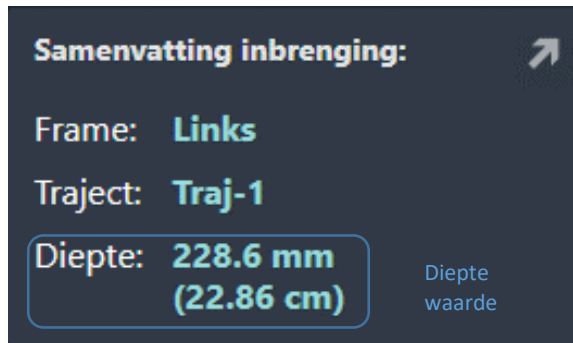 Samenvatting inbrenging:
Frame: Links
Traject: Traj-1
Diepte: 228.6 mm
(22.86 cm)
Diepte
waarde